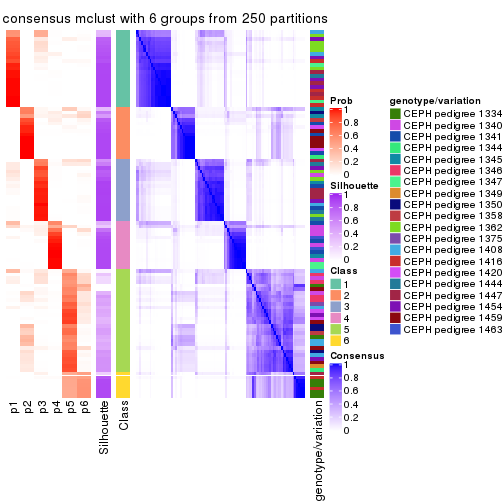 consensus mclust with 6 groups from 250 partitions
Prob
1
0.8
0.6
0.4
0.2
0
Silhouette
1
0.8
0.6
0.4
0.2
0
Class
1
2
3
4
5
6
Consensus
1
0.8
0.6
0.4
0.2
0
genotype/variation
CEPH pedigree 1334
CEPH pedigree 1340
CEPH pedigree 1341
CEPH pedigree 1344
CEPH pedigree 1345
CEPH pedigree 1346
CEPH pedigree 1347
CEPH pedigree 1349
CEPH pedigree 1350
CEPH pedigree 1358
CEPH pedigree 1362
CEPH pedigree 1375
CEPH pedigree 1408
CEPH pedigree 1416
CEPH pedigree 1420
CEPH pedigree 1444
CEPH pedigree 1447
CEPH pedigree 1454
CEPH pedigree 1459
CEPH pedigree 1463
p1
p2
p3
p4
p5
p6
Silhouette
Class
genotype/variation